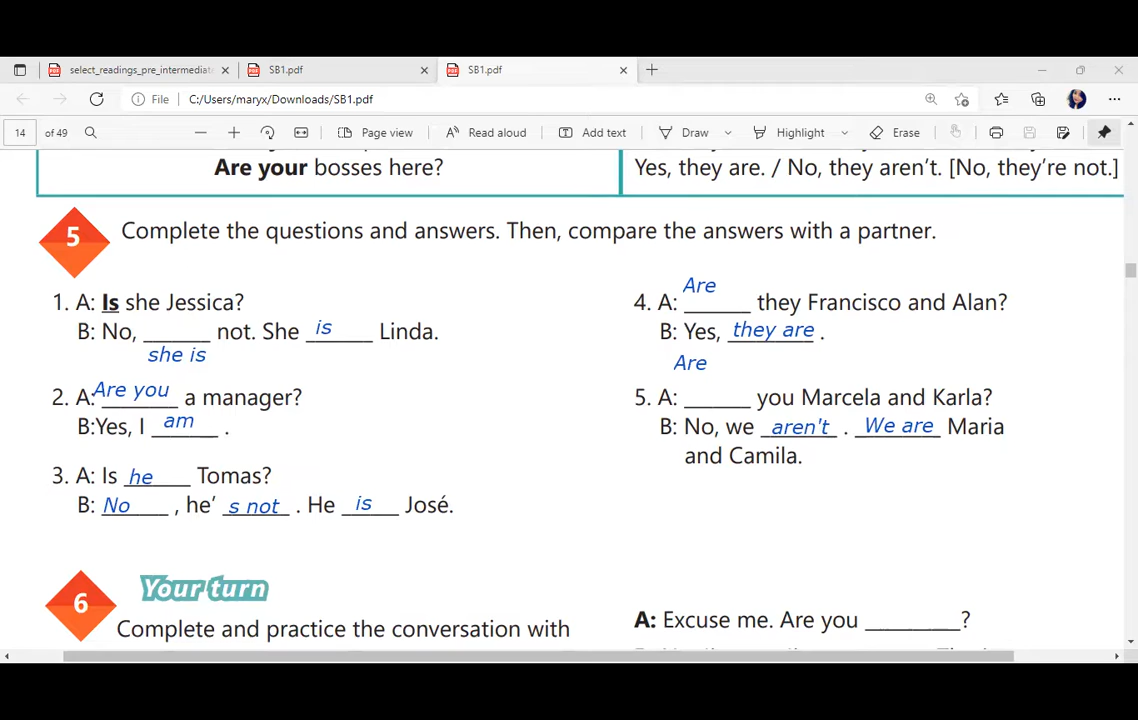 select_readings_pre_intermediat
SB1.pdf
SB1.pdf
File C:/Users/maryx/Downloads/SB1.pdf
14 of 49 Page view Read aloud Add text Draw Highlight Erase
Are your bosses here?
Yes, they are. / No, they aren't. [No, they're not.]
5 Complete the questions and answers. Then, compare the answers with a partner.
1. A: Is she Jessica?
B: No, ______ not. She is Linda.
she is
2. A: Are you a manager?
B:Yes, I am .
3. A: Is he Tomas?
B: No , he' s not . He is José.
Are
4. A: ______ they Francisco and Alan?
B: Yes, they are .
Are
5. A: ______ you Marcela and Karla?
B: No, we aren't . We are Maria
and Camila.
6 Your turn
Complete and practice the conversation with
A: Excuse me. Are you ________?